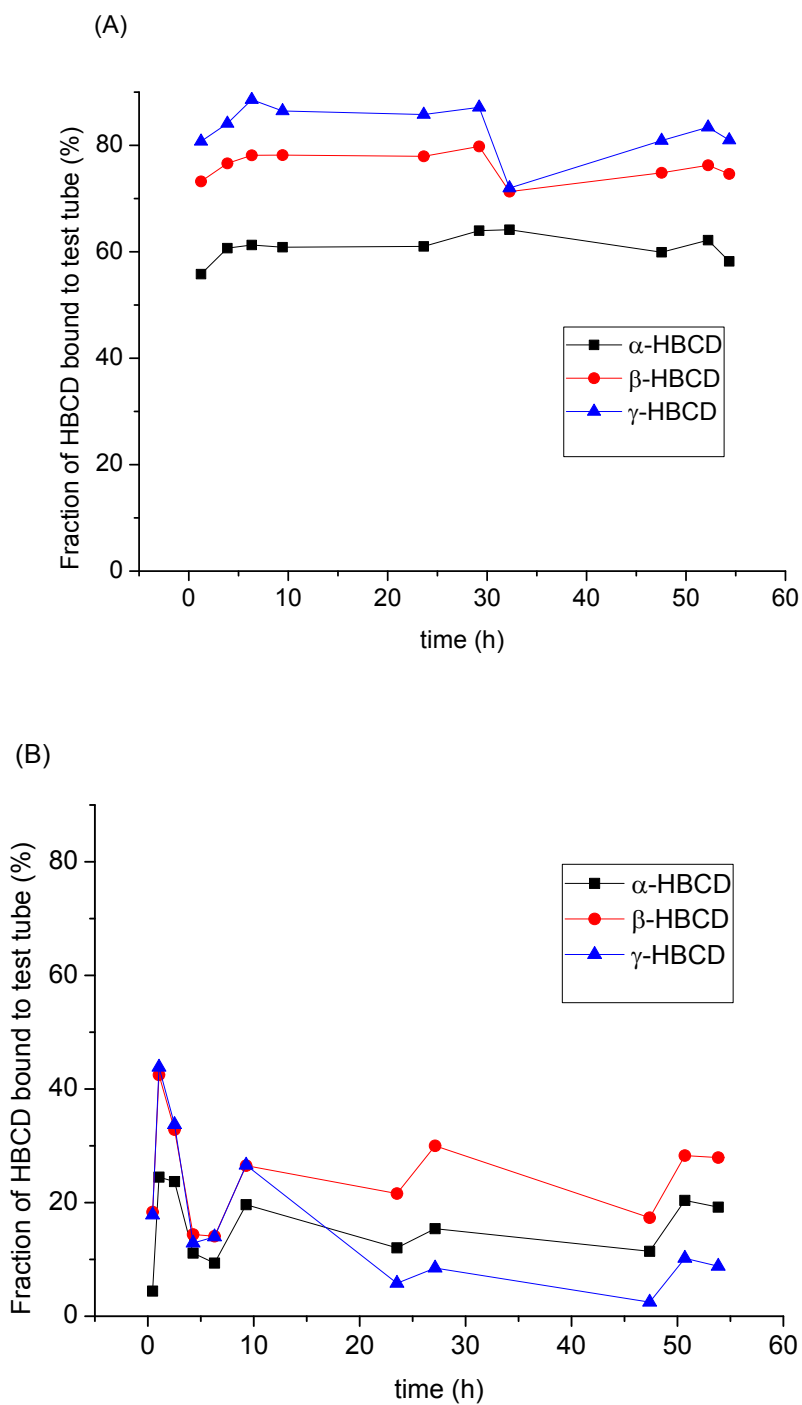 (A)
Fraction of HBCD bound to test tube (%)
80
60
40
20
0
α-HBCD
β-HBCD
γ-HBCD
0 10 20 30 40 50 60
time (h)
(B)
Fraction of HBCD bound to test tube (%)
80
60
40
20
0
α-HBCD
β-HBCD
γ-HBCD
0 10 20 30 40 50 60
time (h)